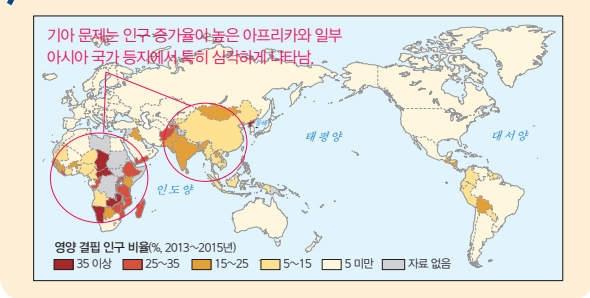 기아 문제는 인구 증가율이 높은 아프리카와 일부
아시아 국가 등지에서 특히 심각하게 나타남.
태평양
대서양
인도양
영양 결핍 인구 비율(%, 2013~2015년)
35 이상 25~35 15~25 5~15 5 미만 자료 없음